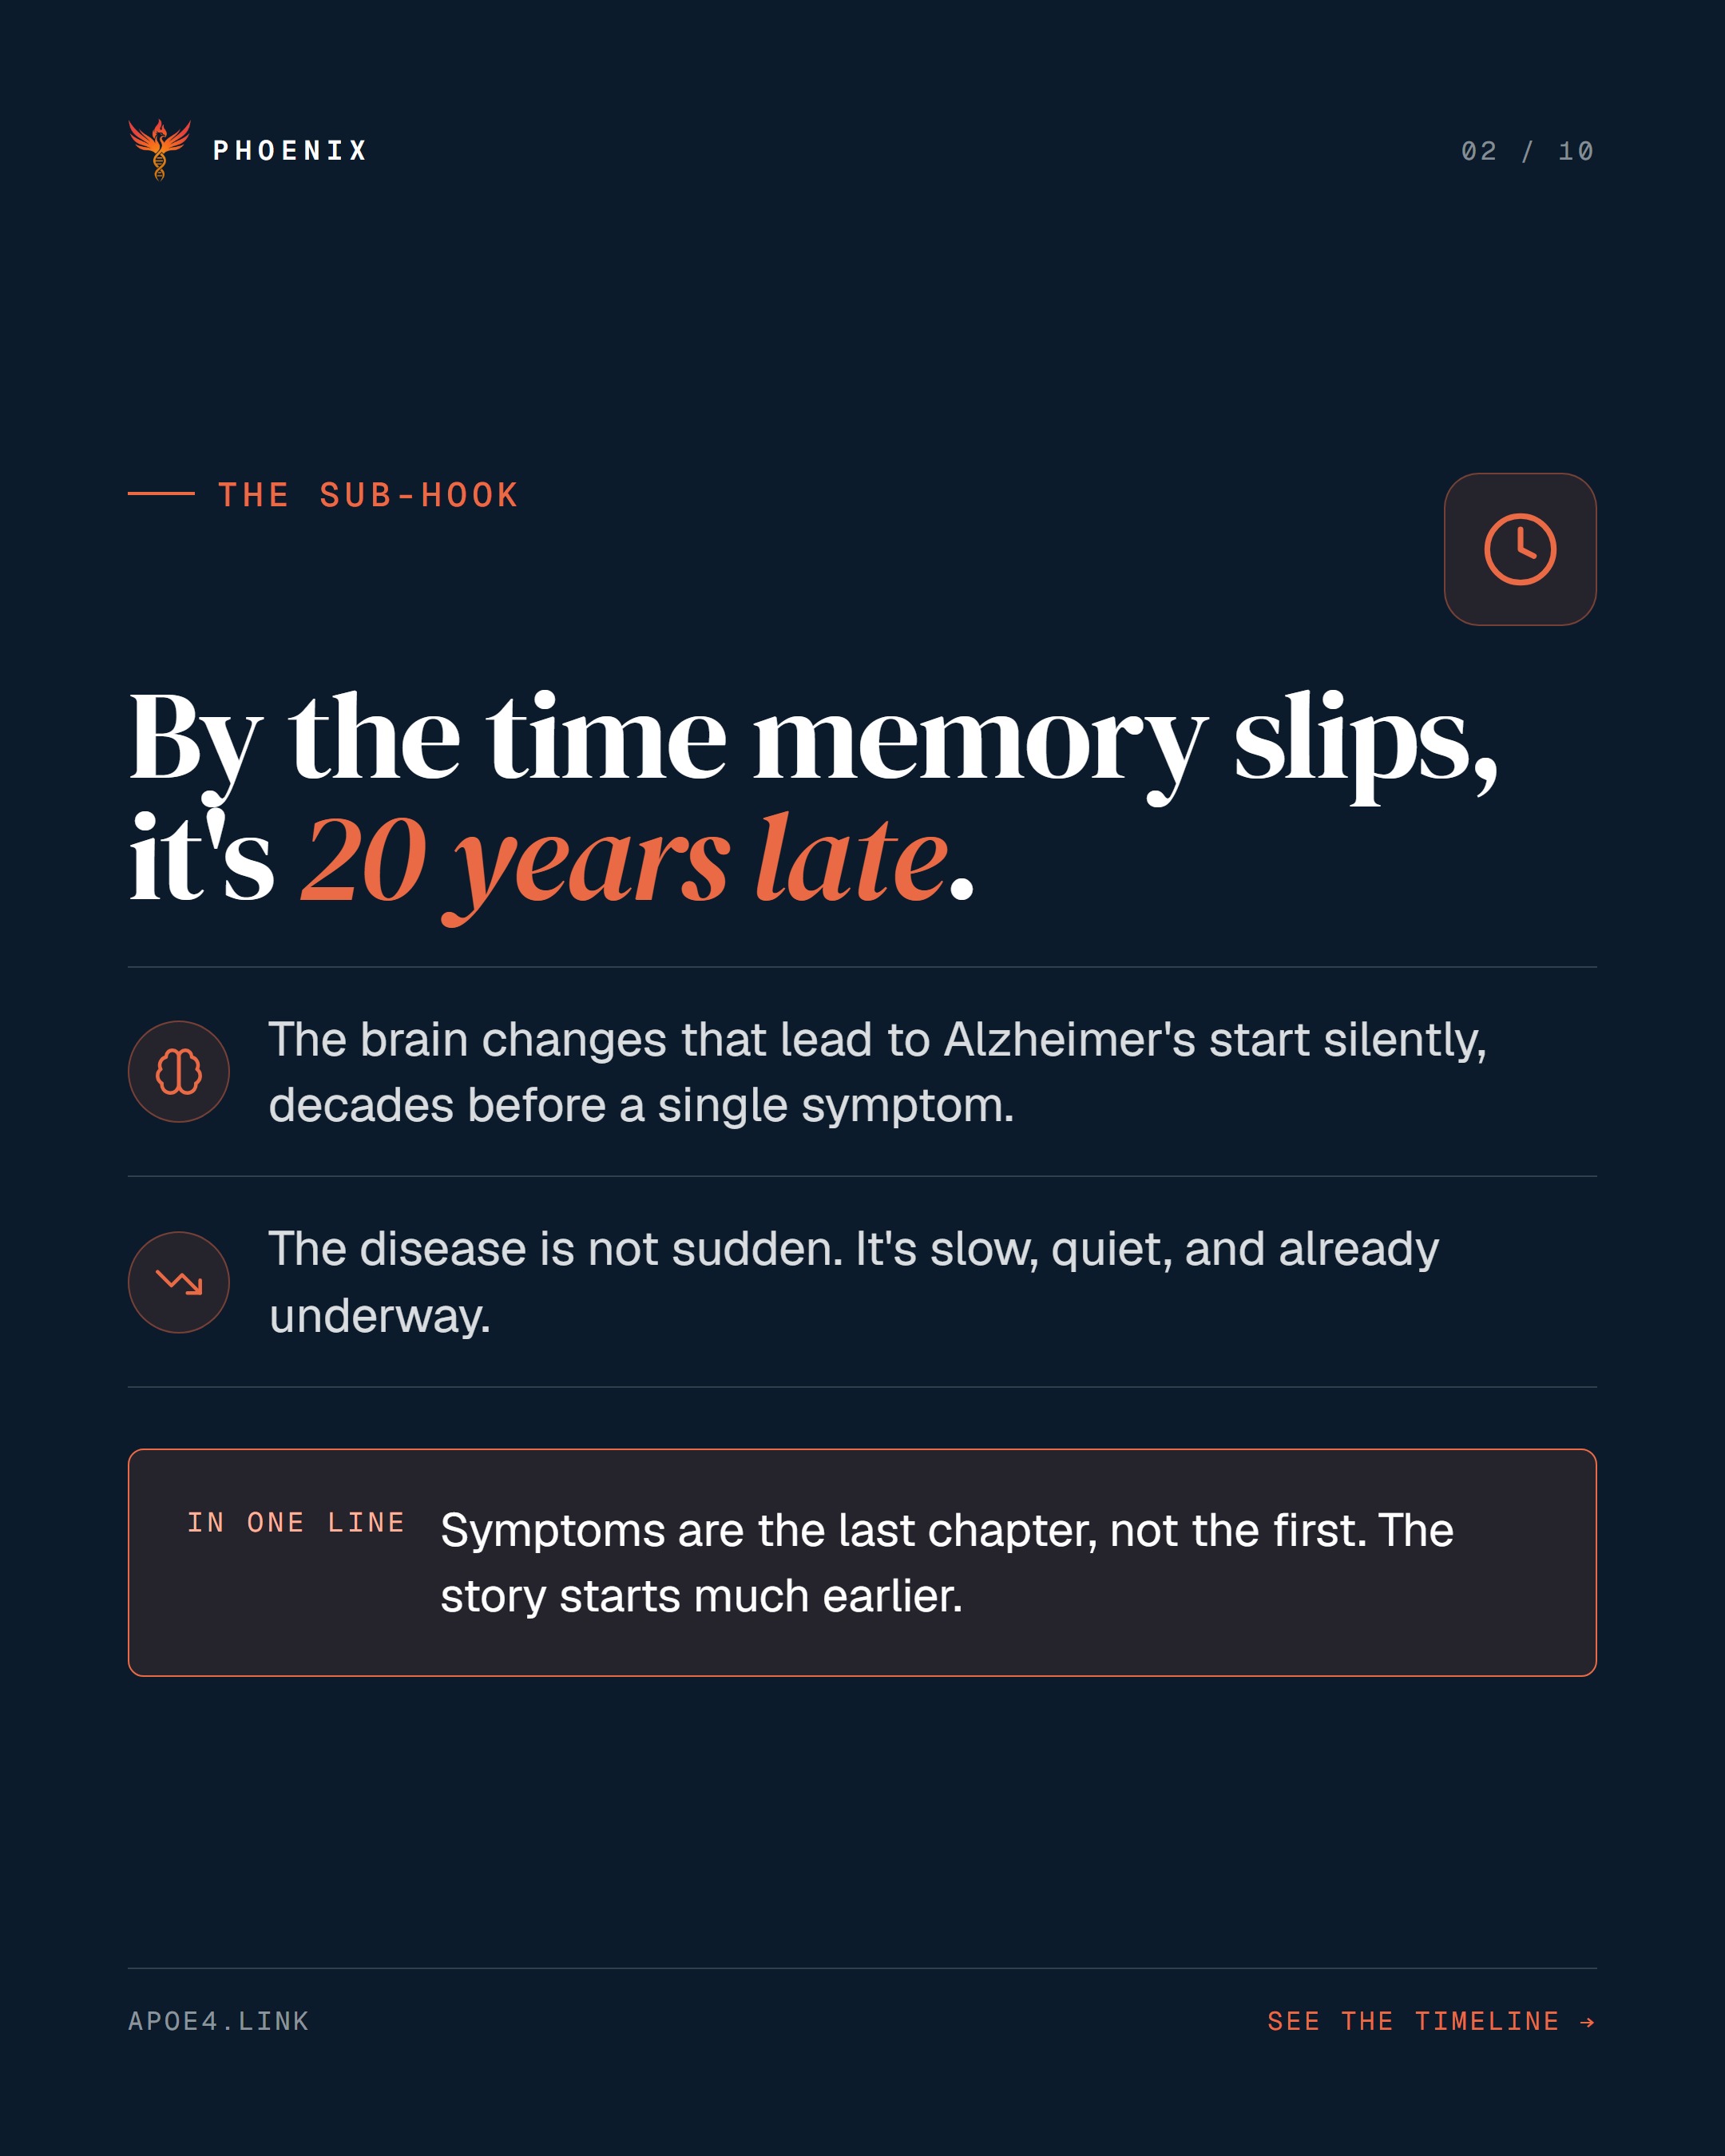 PHOENIX
02 / 10
THE SUB-HOOK
By the time memory slips,
it's 20 years late.
The brain changes that lead to Alzheimer's start silently,
decades before a single symptom.
The disease is not sudden. It's slow, quiet, and already
underway.
IN ONE LINE
Symptoms are the last chapter, not the first. The
story starts much earlier.
APOE4.LINK
SEE THE TIMELINE →